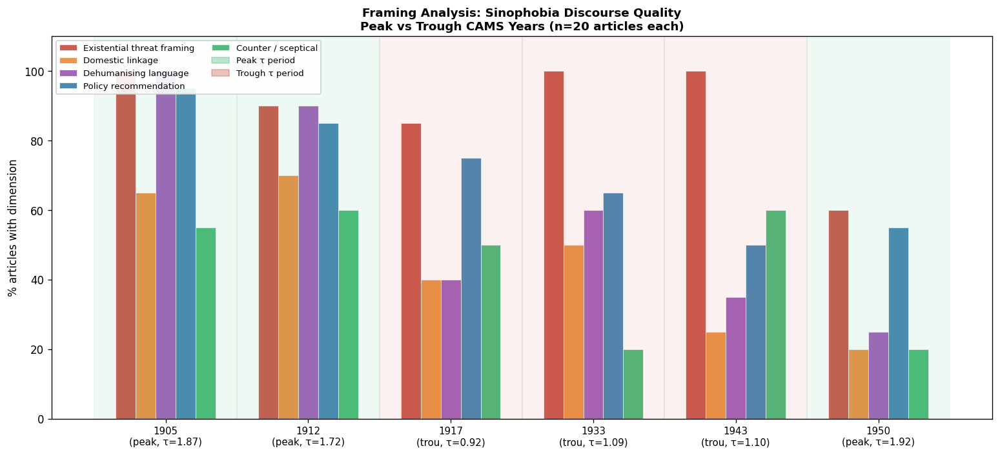 Framing Analysis: Sinophobia Discourse Quality
Peak vs Trough CAMS Years (n=20 articles each)
Existential threat framing
Domestic linkage
Dehumanising language
Policy recommendation
Counter / sceptical
Peak τ period
Trough τ period
% articles with dimension
100
80
60
40
20
0
1905
(peak, τ=1.87)
1912
(peak, τ=1.72)
1917
(trou, τ=0.92)
1933
(trou, τ=1.09)
1943
(trou, τ=1.10)
1950
(peak, τ=1.92)